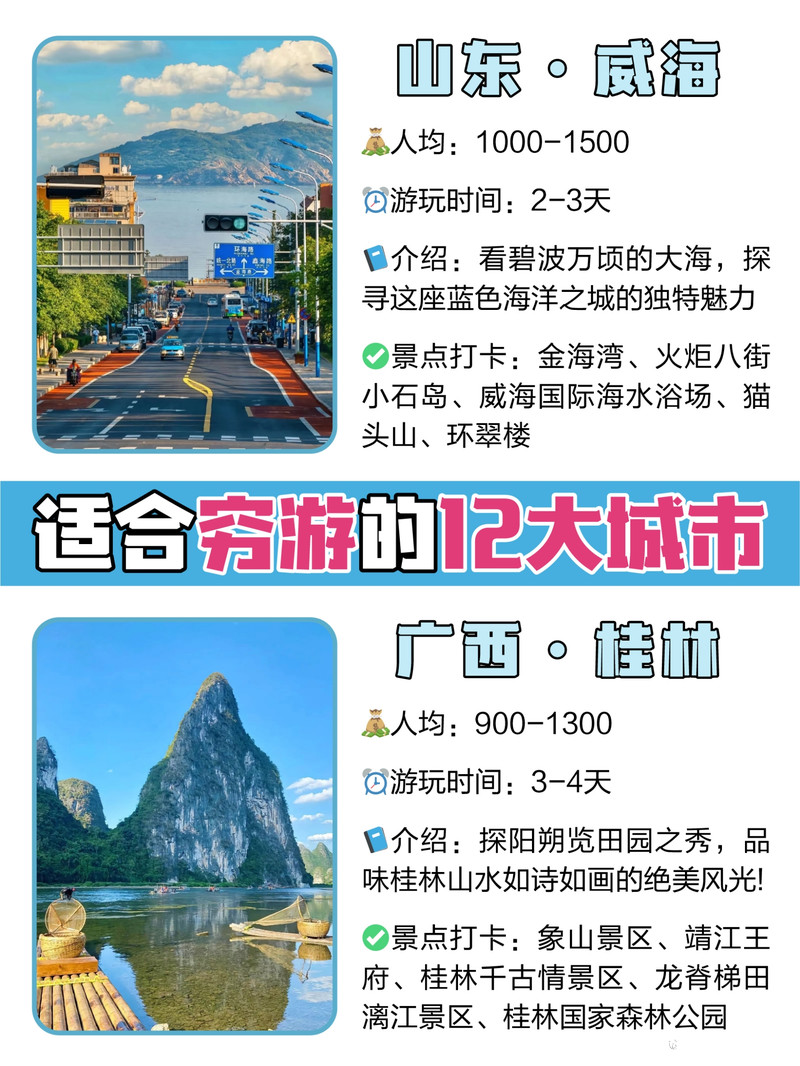 山东·威海
人均：1000-1500
游玩时间：2-3天
介绍：看碧波万顷的大海，探
寻这座蓝色海洋之城的独特魅力
景点打卡：金海湾、火炬八街
小石岛、威海国际海水浴场、猫
头山、环翠楼
环海路
适合穷游的12大城市
广西·桂林
人均：900-1300
游玩时间：3-4天
介绍：探阳朔览田园之秀，品
味桂林山水如诗如画的绝美风光!
景点打卡：象山景区、靖江王
府、桂林千古情景区、龙脊梯田
漓江景区、桂林国家森林公园